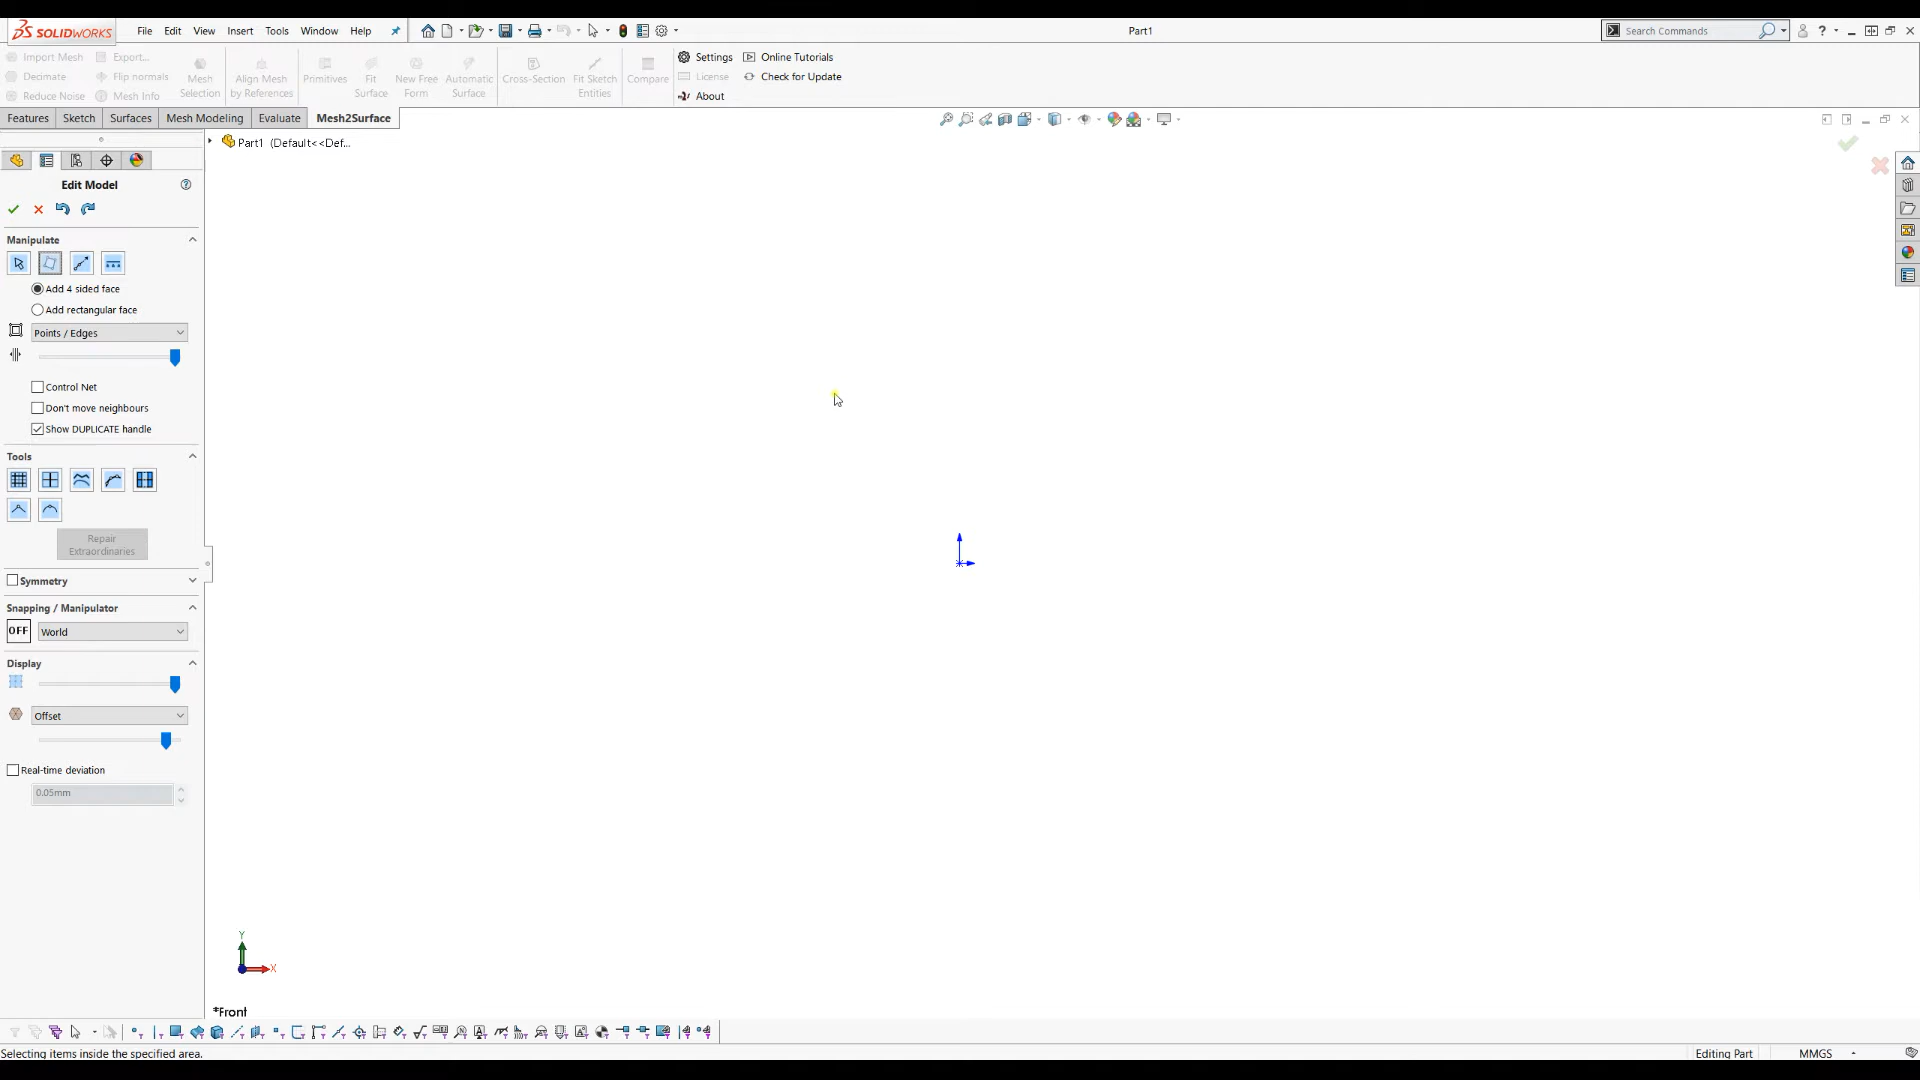 SOLIDWORKS File Edit View Insert Tools Window Help Part1 Search Commands
Import Mesh Export...
Decimate Flip normals
Reduce Noise Mesh Info
Mesh Selection
Align Mesh by References
Primitives
Fit Surface
New Free Form
Automatic Surface
Cross-Section
Fit Sketch Entities
Compare
Settings Online Tutorials
License Check for Update
About
Features Sketch Surfaces Mesh Modeling Evaluate Mesh2Surface
Part1 (Default<<Def...
Edit Model
Manipulate
Add 4 sided face
Add rectangular face
Points / Edges
Control Net
Don't move neighbours
Show DUPLICATE handle
Tools
Repair
Extraordinaries
Symmetry
Snapping / Manipulator
OFF World
Display
Offset
Real-time deviation
0.05mm
Y
X
*Front
Selecting items inside the specified area. Editing Part MMGS